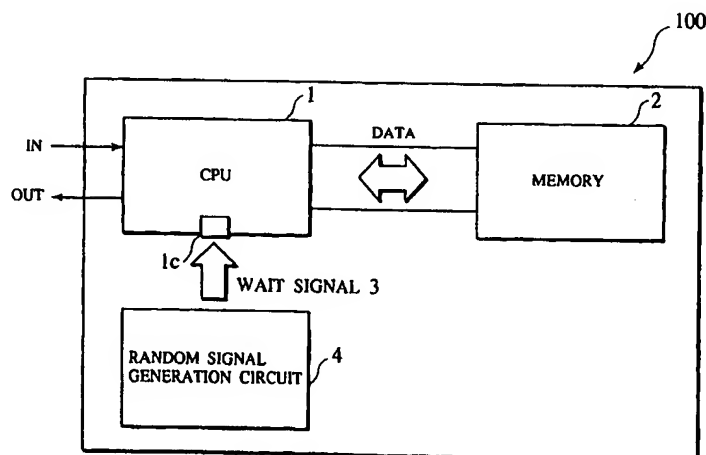 100
1
2
IN
DATA
CPU
MEMORY
OUT
1c
WAIT SIGNAL 3
RANDOM SIGNAL
GENERATION CIRCUIT
4